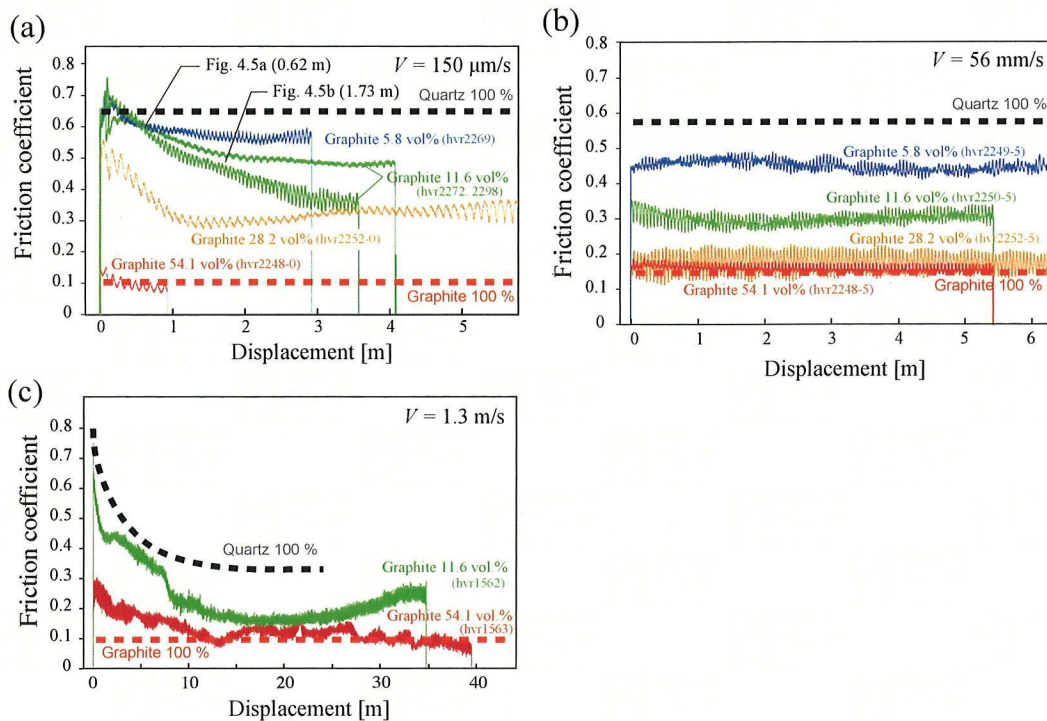 (a)
Friction coefficient
0.8
0.7
0.6
0.5
0.4
0.3
0.2
0.1
0
Fig. 4.5a (0.62 m)
V = 150 μm/s
Fig. 4.5b (1.73 m)
Quartz 100 %
Graphite 5.8 vol% (hvr2269)
Graphite 11.6 vol%
(hvr2272, 2298)
Graphite 28.2 vol% (hvr2252-0)
Graphite 54.1 vol% (hvr2248-0)
Graphite 100 %
0 1 2 3 4 5
Displacement [m]
(b)
Friction coefficient
0.8
0.7
0.6
0.5
0.4
0.3
0.2
0.1
0
V = 56 mm/s
Quartz 100 %
Graphite 5.8 vol% (hvr2249-5)
Graphite 11.6 vol% (hvr2250-5)
Graphite 28.2 vol% (hvr2252-5)
Graphite 100 %
Graphite 54.1 vol% (hvr2248-5)
0 1 2 3 4 5 6
Displacement [m]
(c)
Friction coefficient
0.8
0.7
0.6
0.5
0.4
0.3
0.2
0.1
0
V = 1.3 m/s
Quartz 100 %
Graphite 11.6 vol.%
(hvr1562)
Graphite 54.1 vol.%
(hvr1563)
Graphite 100 %
0 10 20 30 40
Displacement [m]